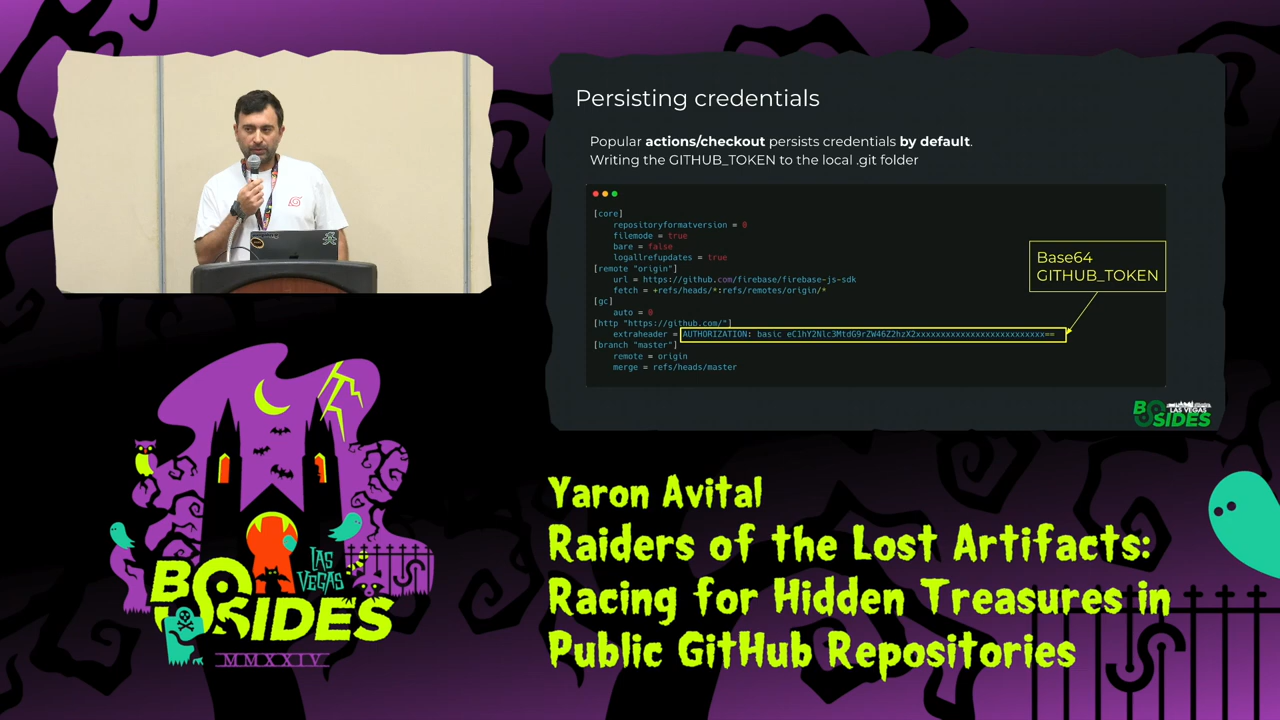 Persisting credentials
Popular actions/checkout persists credentials by default.
Writing the GITHUB_TOKEN to the local .git folder
[core]
repositoryformatversion = 0
filemode = true
bare = false
logallrefupdates = true
[remote "origin"]
url = https://github.com/firebase/firebase-js-sdk
fetch = +refs/heads/*:refs/remotes/origin/*
[gc]
auto = 0
[http "https://github.com/"]
extraheader = AUTHORIZATION: basic
[branch "master"]
remote = origin
merge = refs/heads/master
Base64
GITHUB_TOKEN
BSIDES
LAS VEGAS
LAS
VEGAS
BSIDES
MMXXIV
Yaron Avital
Raiders of the Lost Artifacts:
Racing for Hidden Treasures in
Public GitHub Repositories